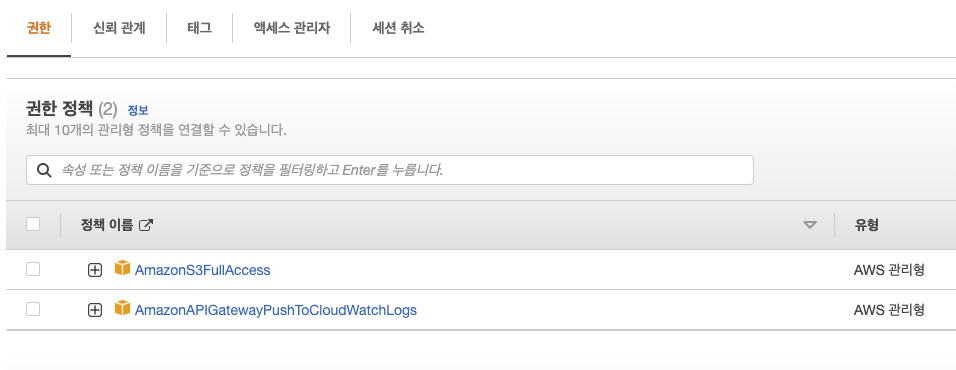 권한 신뢰 관계 태그 액세스 관리자 세션 취소
권한 정책 (2) 정보
최대 10개의 관리형 정책을 연결할 수 있습니다.
속성 또는 정책 이름을 기준으로 정책을 필터링하고 Enter를 누릅니다.
정책 이름 유형
AmazonS3FullAccess AWS 관리형
AmazonAPIGatewayPushToCloudWatchLogs AWS 관리형